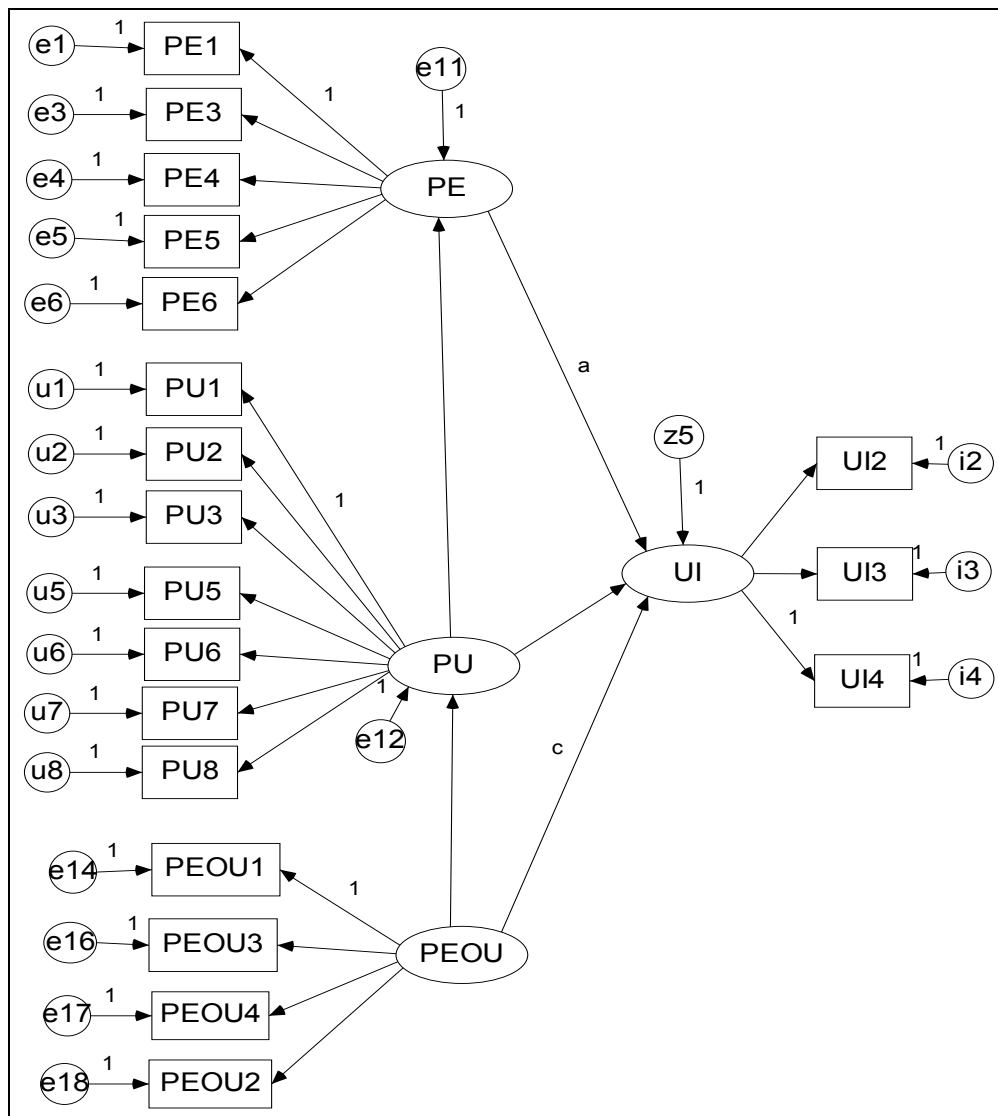 e1 1 PE1
e3 1 PE3
e4 1 PE4
e5 1 PE5
e6 1 PE6
1
e11
1
PE
a
u1 1 PU1
u2 1 PU2
u3 1 PU3
u5 1 PU5
u6 1 PU6
u7 1 PU7
u8 1 PU8
1
PU
1
e12
z5
1
UI
c
UI2 1 i2
UI3 1 i3
1
UI4 1 i4
e14 1 PEOU1
e16 1 PEOU3
e17 1 PEOU4
e18 1 PEOU2
1
PEOU